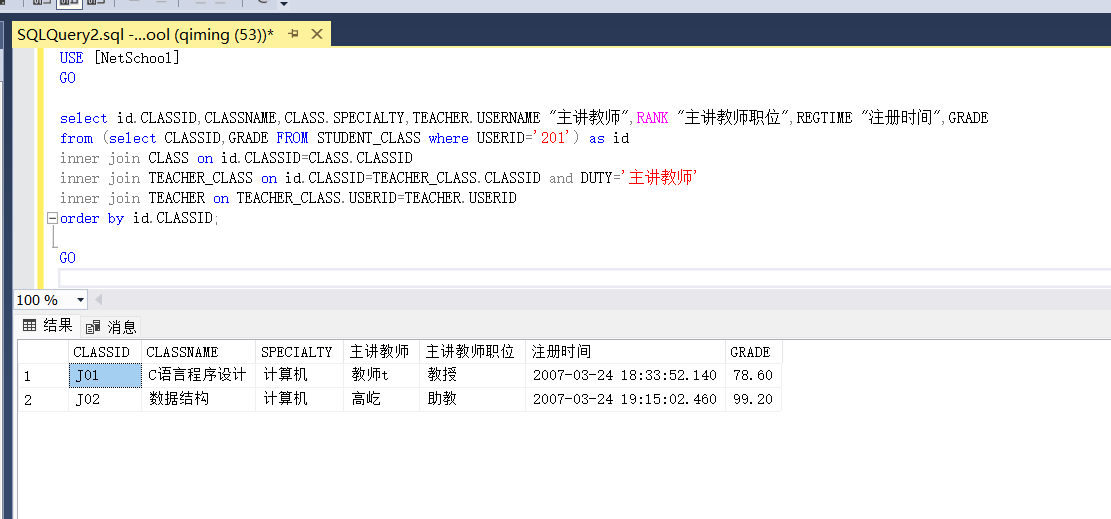 SQLQuery2.sql -...ool (qiming (53))*
USE [NetSchool]
GO
select id.CLASSID,CLASSNAME,CLASS.SPECIALTY,TEACHER.USERNAME "主讲教师",RANK "主讲教师职位",REGTIME "注册时间",GRADE
from (select CLASSID,GRADE FROM STUDENT_CLASS where USERID='201') as id
inner join CLASS on id.CLASSID=CLASS.CLASSID
inner join TEACHER_CLASS on id.CLASSID=TEACHER_CLASS.CLASSID and DUTY='主讲教师'
inner join TEACHER on TEACHER_CLASS.USERID=TEACHER.USERID
order by id.CLASSID;
GO
100 %
结果 消息
CLASSID CLASSNAME SPECIALTY 主讲教师 主讲教师职位 注册时间 GRADE
1 J01 C语言程序设计 计算机 教师t 教授 2007-03-24 18:33:52.140 78.60
2 J02 数据结构 计算机 高屹 助教 2007-03-24 19:15:02.460 99.20